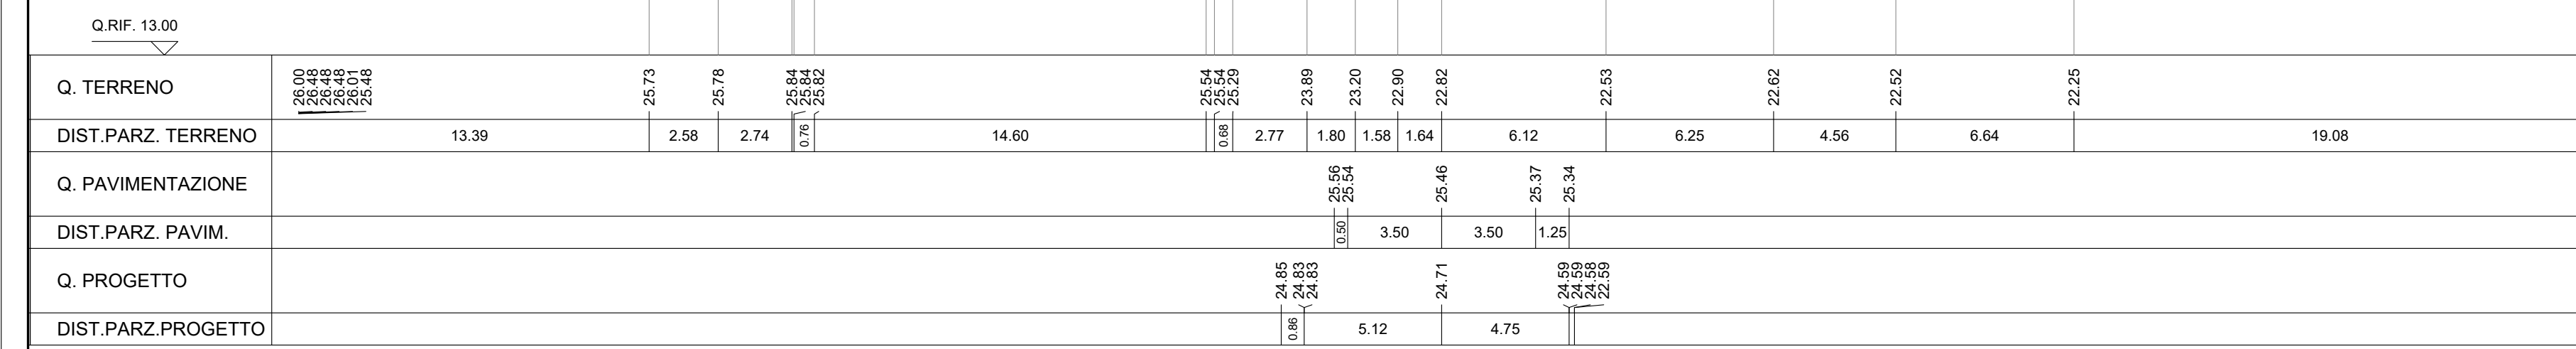 Q.RIF. 13.00
Q. TERRENO 26.00 26.48 26.48 26.48 26.01 25.48 25.73 25.78 25.84 25.84 25.82 25.54 25.54 25.29 23.89 23.20 22.90 22.82 22.53 22.62 22.52 22.25
DIST.PARZ. TERRENO 13.39 2.58 2.74 0.76 14.60 0.68 2.77 1.80 1.58 1.64 6.12 6.25 4.56 6.64 19.08
Q. PAVIMENTAZIONE 25.56 25.54 25.46 25.37 25.34
DIST.PARZ. PAVIM. 0.50 3.50 3.50 1.25
Q. PROGETTO 24.85 24.83 24.83 24.71 24.59 24.59 24.58 22.59
DIST.PARZ.PROGETTO 0.86 5.12 4.75